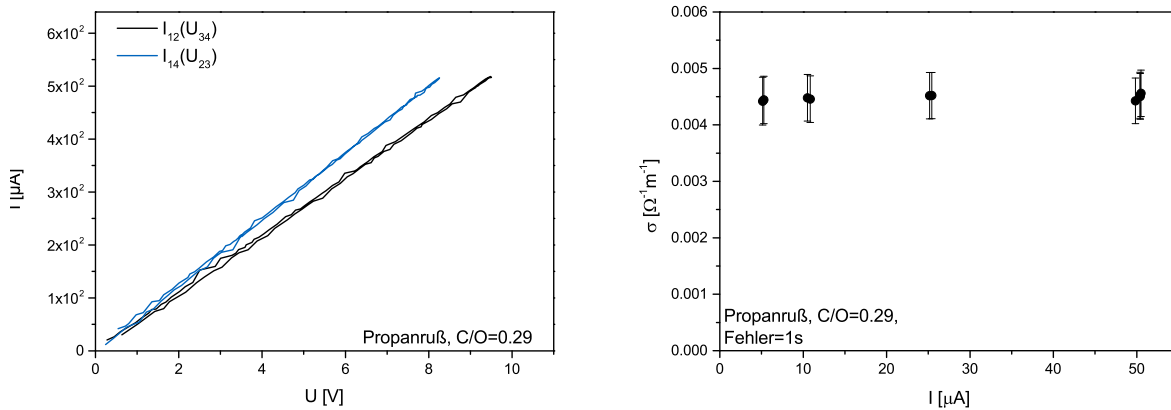 I₁₂(U₃₄)
I₁₄(U₂₃)
6x10²
5x10²
4x10²
3x10²
2x10²
1x10²
0
I [µA]
0 2 4 6 8 10
U [V]
Propanruß, C/O=0.29
0.006
0.005
0.004
0.003
0.002
0.001
0.000
σ [Ω⁻¹m⁻¹]
Propanruß, C/O=0.29,
Fehler=1s
0 10 20 30 40 50
I [µA]